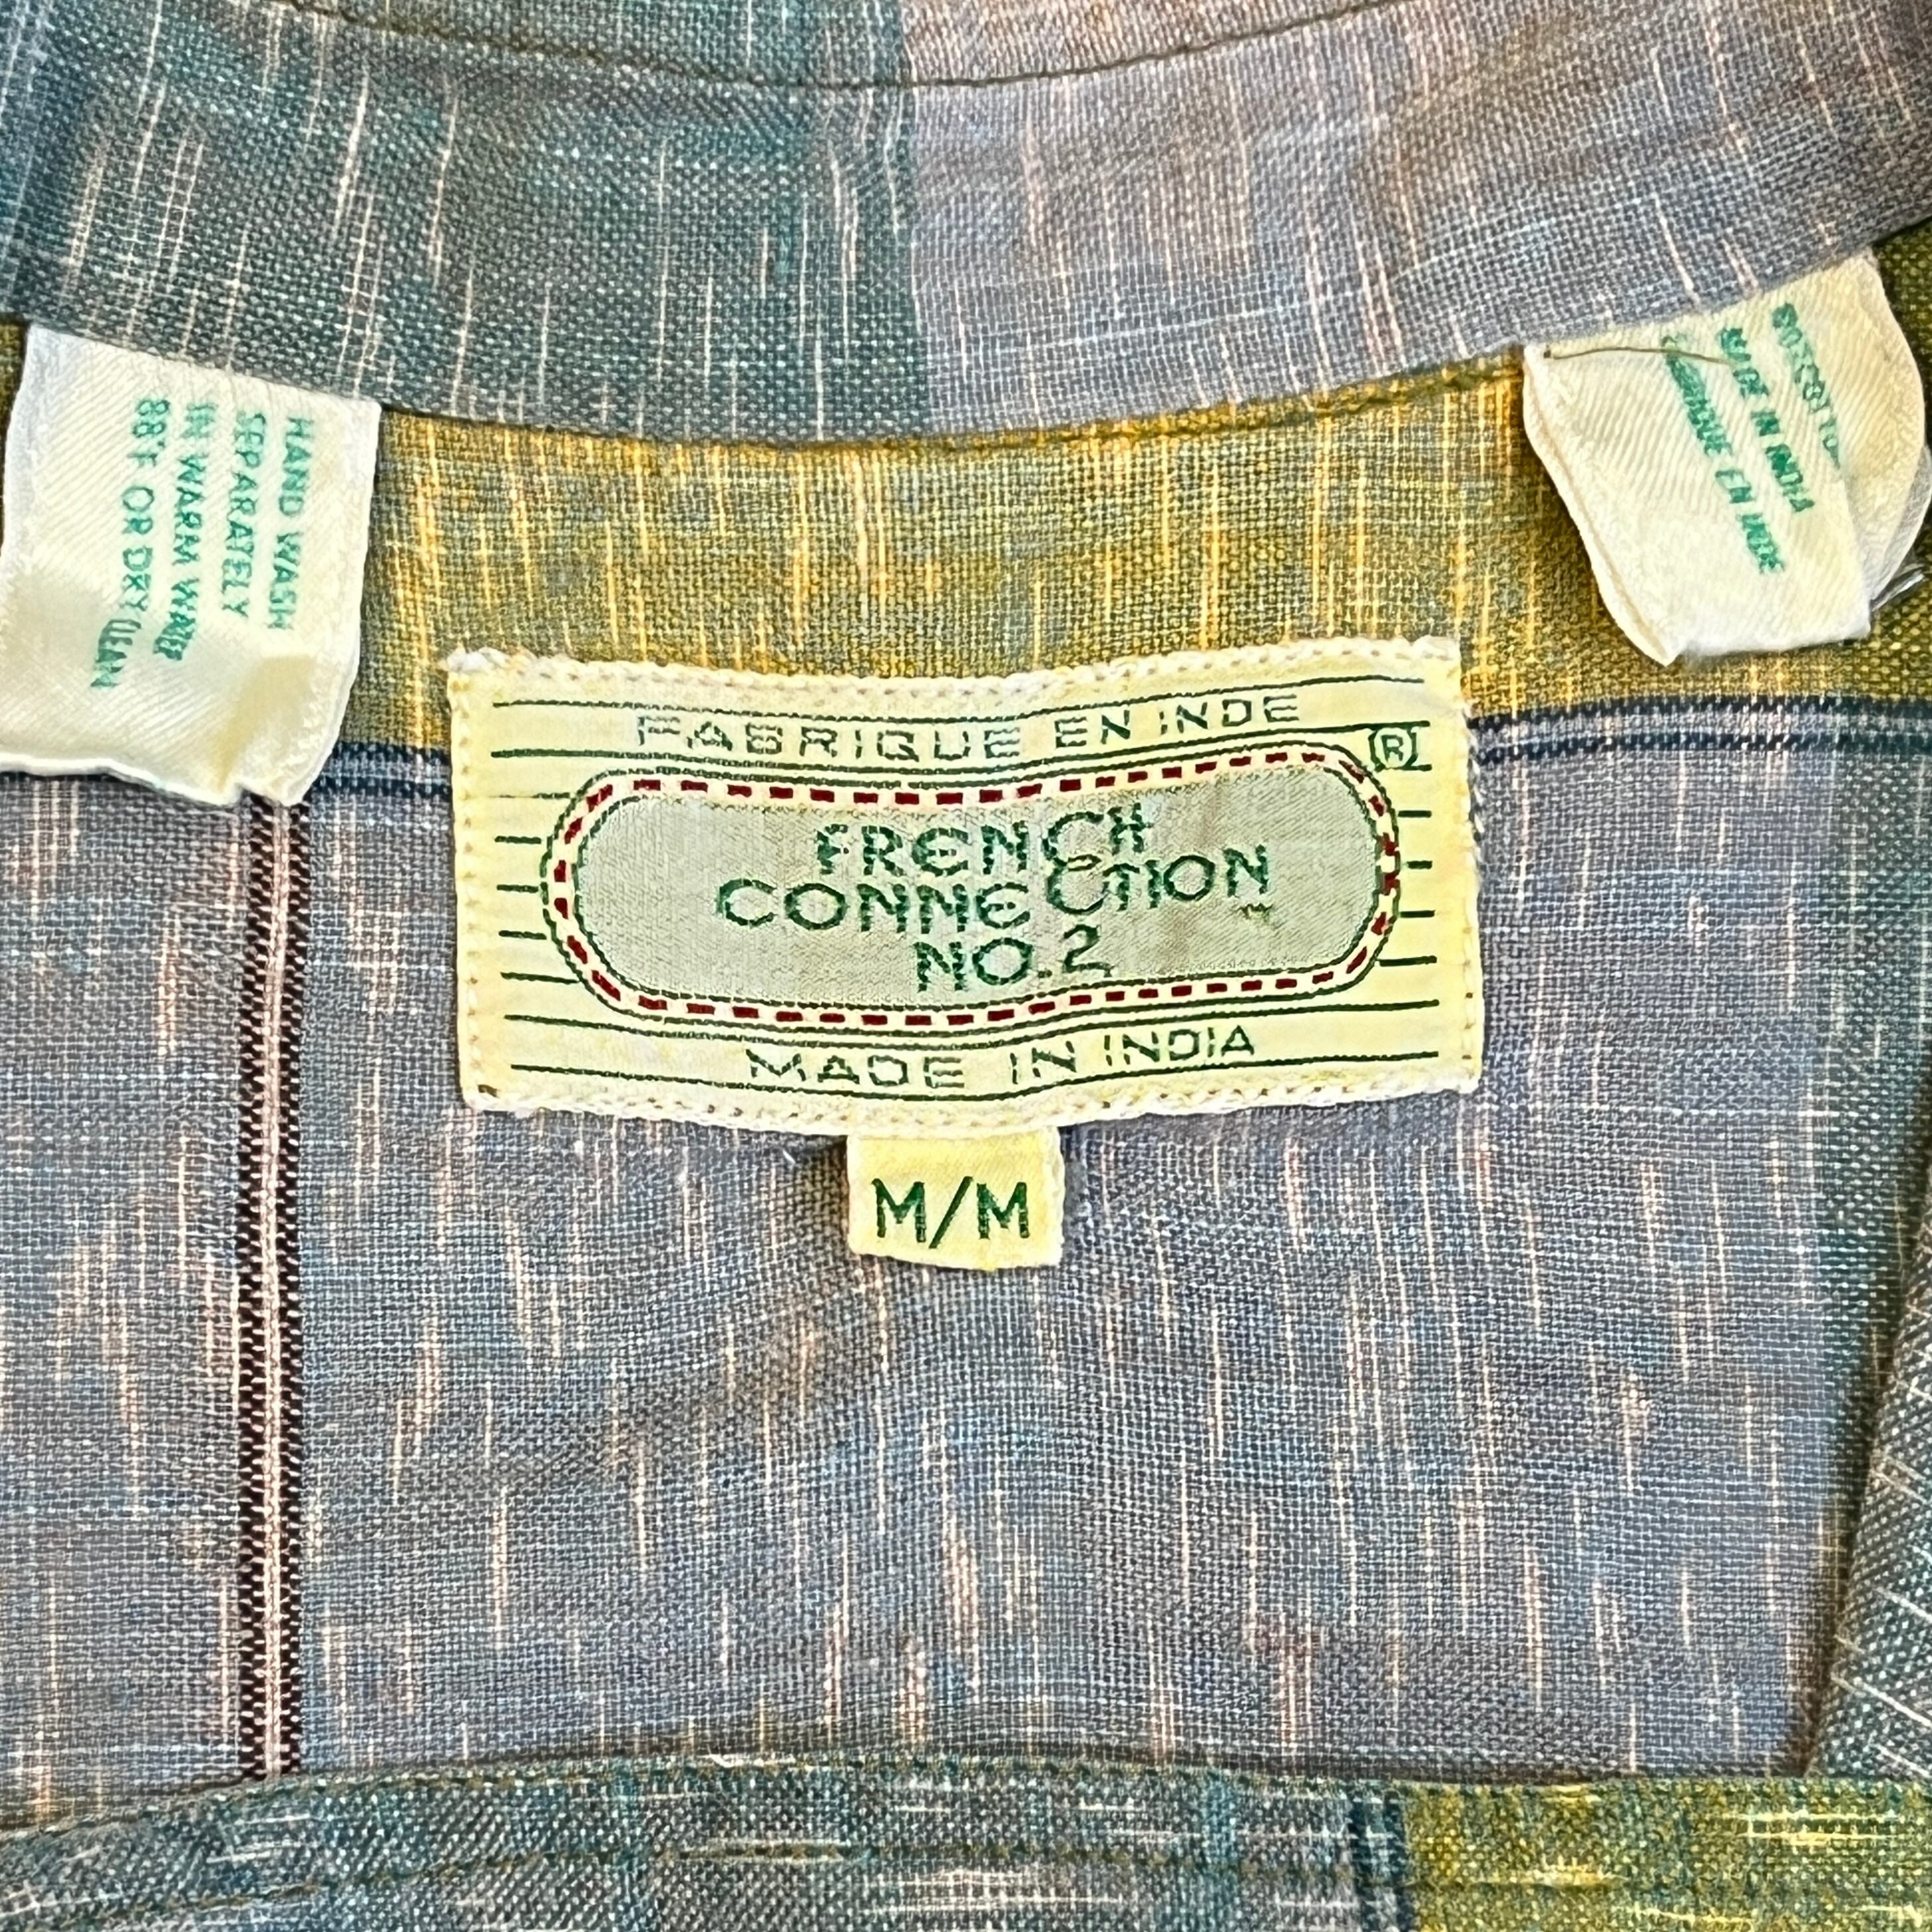 HAND WASH
SEPARATELY
IN WARM WATER
88°F OR DRY CLEAN
MADE IN INDIA
FABRIQUE EN INDE
FABRIQUE EN INDE
®
FRENCH
CONNECTION
™
NO.2
MADE IN INDIA
M/M